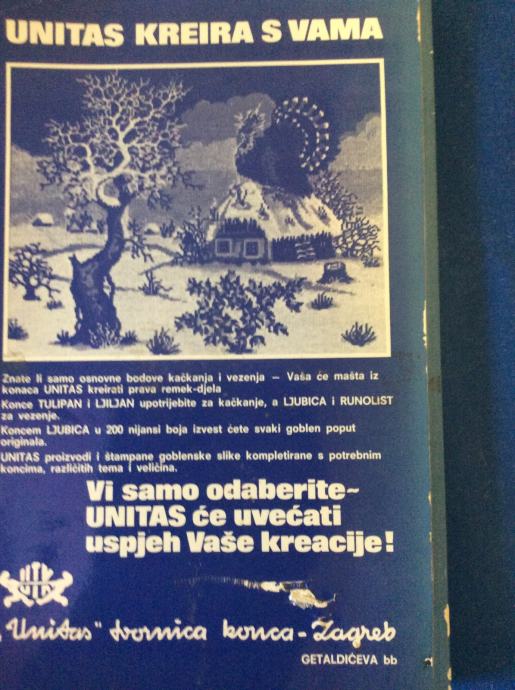 UNITAS KREIRA S VAMA
Znate li samo osnovne bodove kačkanja i vezenja — Vaša će mašta iz
konaca UNITAS kreirati prava remek-djela
Konce TULIPAN i LJILJAN upotrijebite za kačkanje, a LJUBICA i RUNOLIST
za vezenje.
Koncem LJUBICA u 200 nijansi boja izvest ćete svaki goblen poput
originala.
UNITAS proizvodi i štampane goblenske slike kompletirane s potrebnim
koncima, različitih tema i veličina.
Vi samo odaberite~
UNITAS će uvećati
uspjeh Vaše kreacije!
„Unitas" tvornica konca - Zagreb
GETALDIĆEVA bb